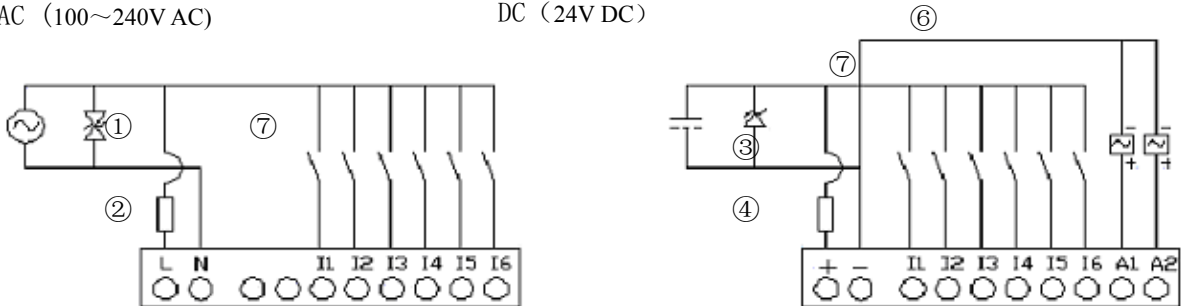 AC (100～240V AC)
DC（24V DC）
⑥
⑦
①
⑦
③
②
④
L N I1 I2 I3 I4 I5 I6
+ - I1 I2 I3 I4 I5 I6 A1 A2
- -
+ +